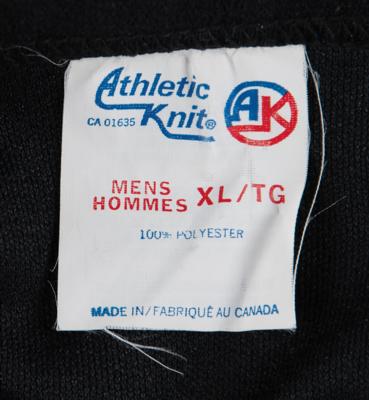 Athletic
Knit®
CA 01635
AK
MENS
HOMMES XL/TG
100% POLYESTER
MADE IN/FABRIQUÉ AU CANADA